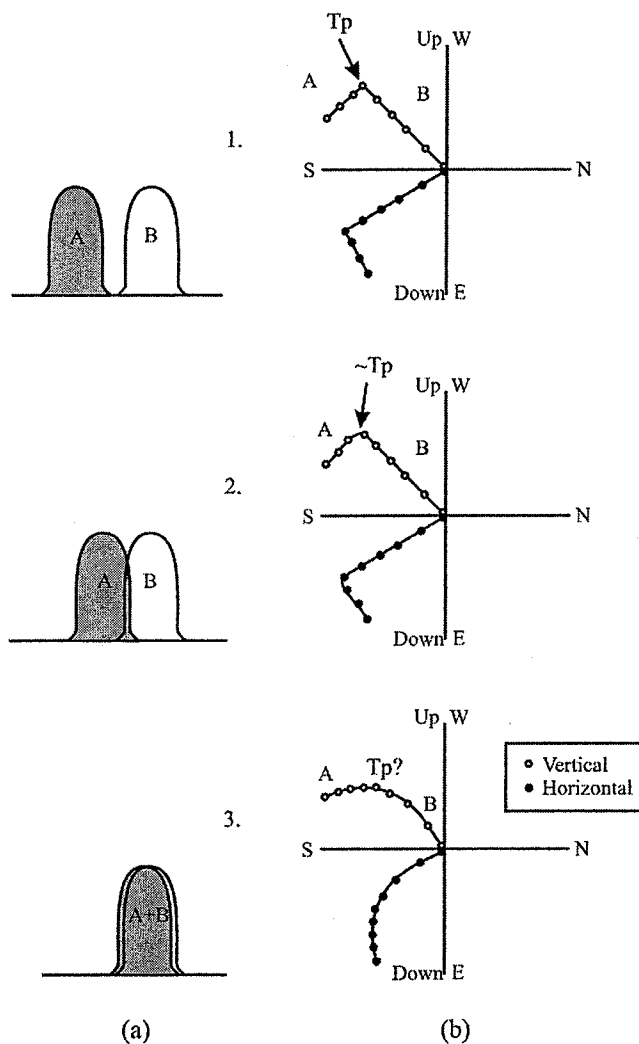 Tp
Up W
A
B
1.
S
N
A
B
Down E
~Tp
Up W
A
B
2.
S
N
A
B
Down E
Up W
A
Tp?
B
Vertical
Horizontal
3.
S
N
A+B
Down E
(a)
(b)